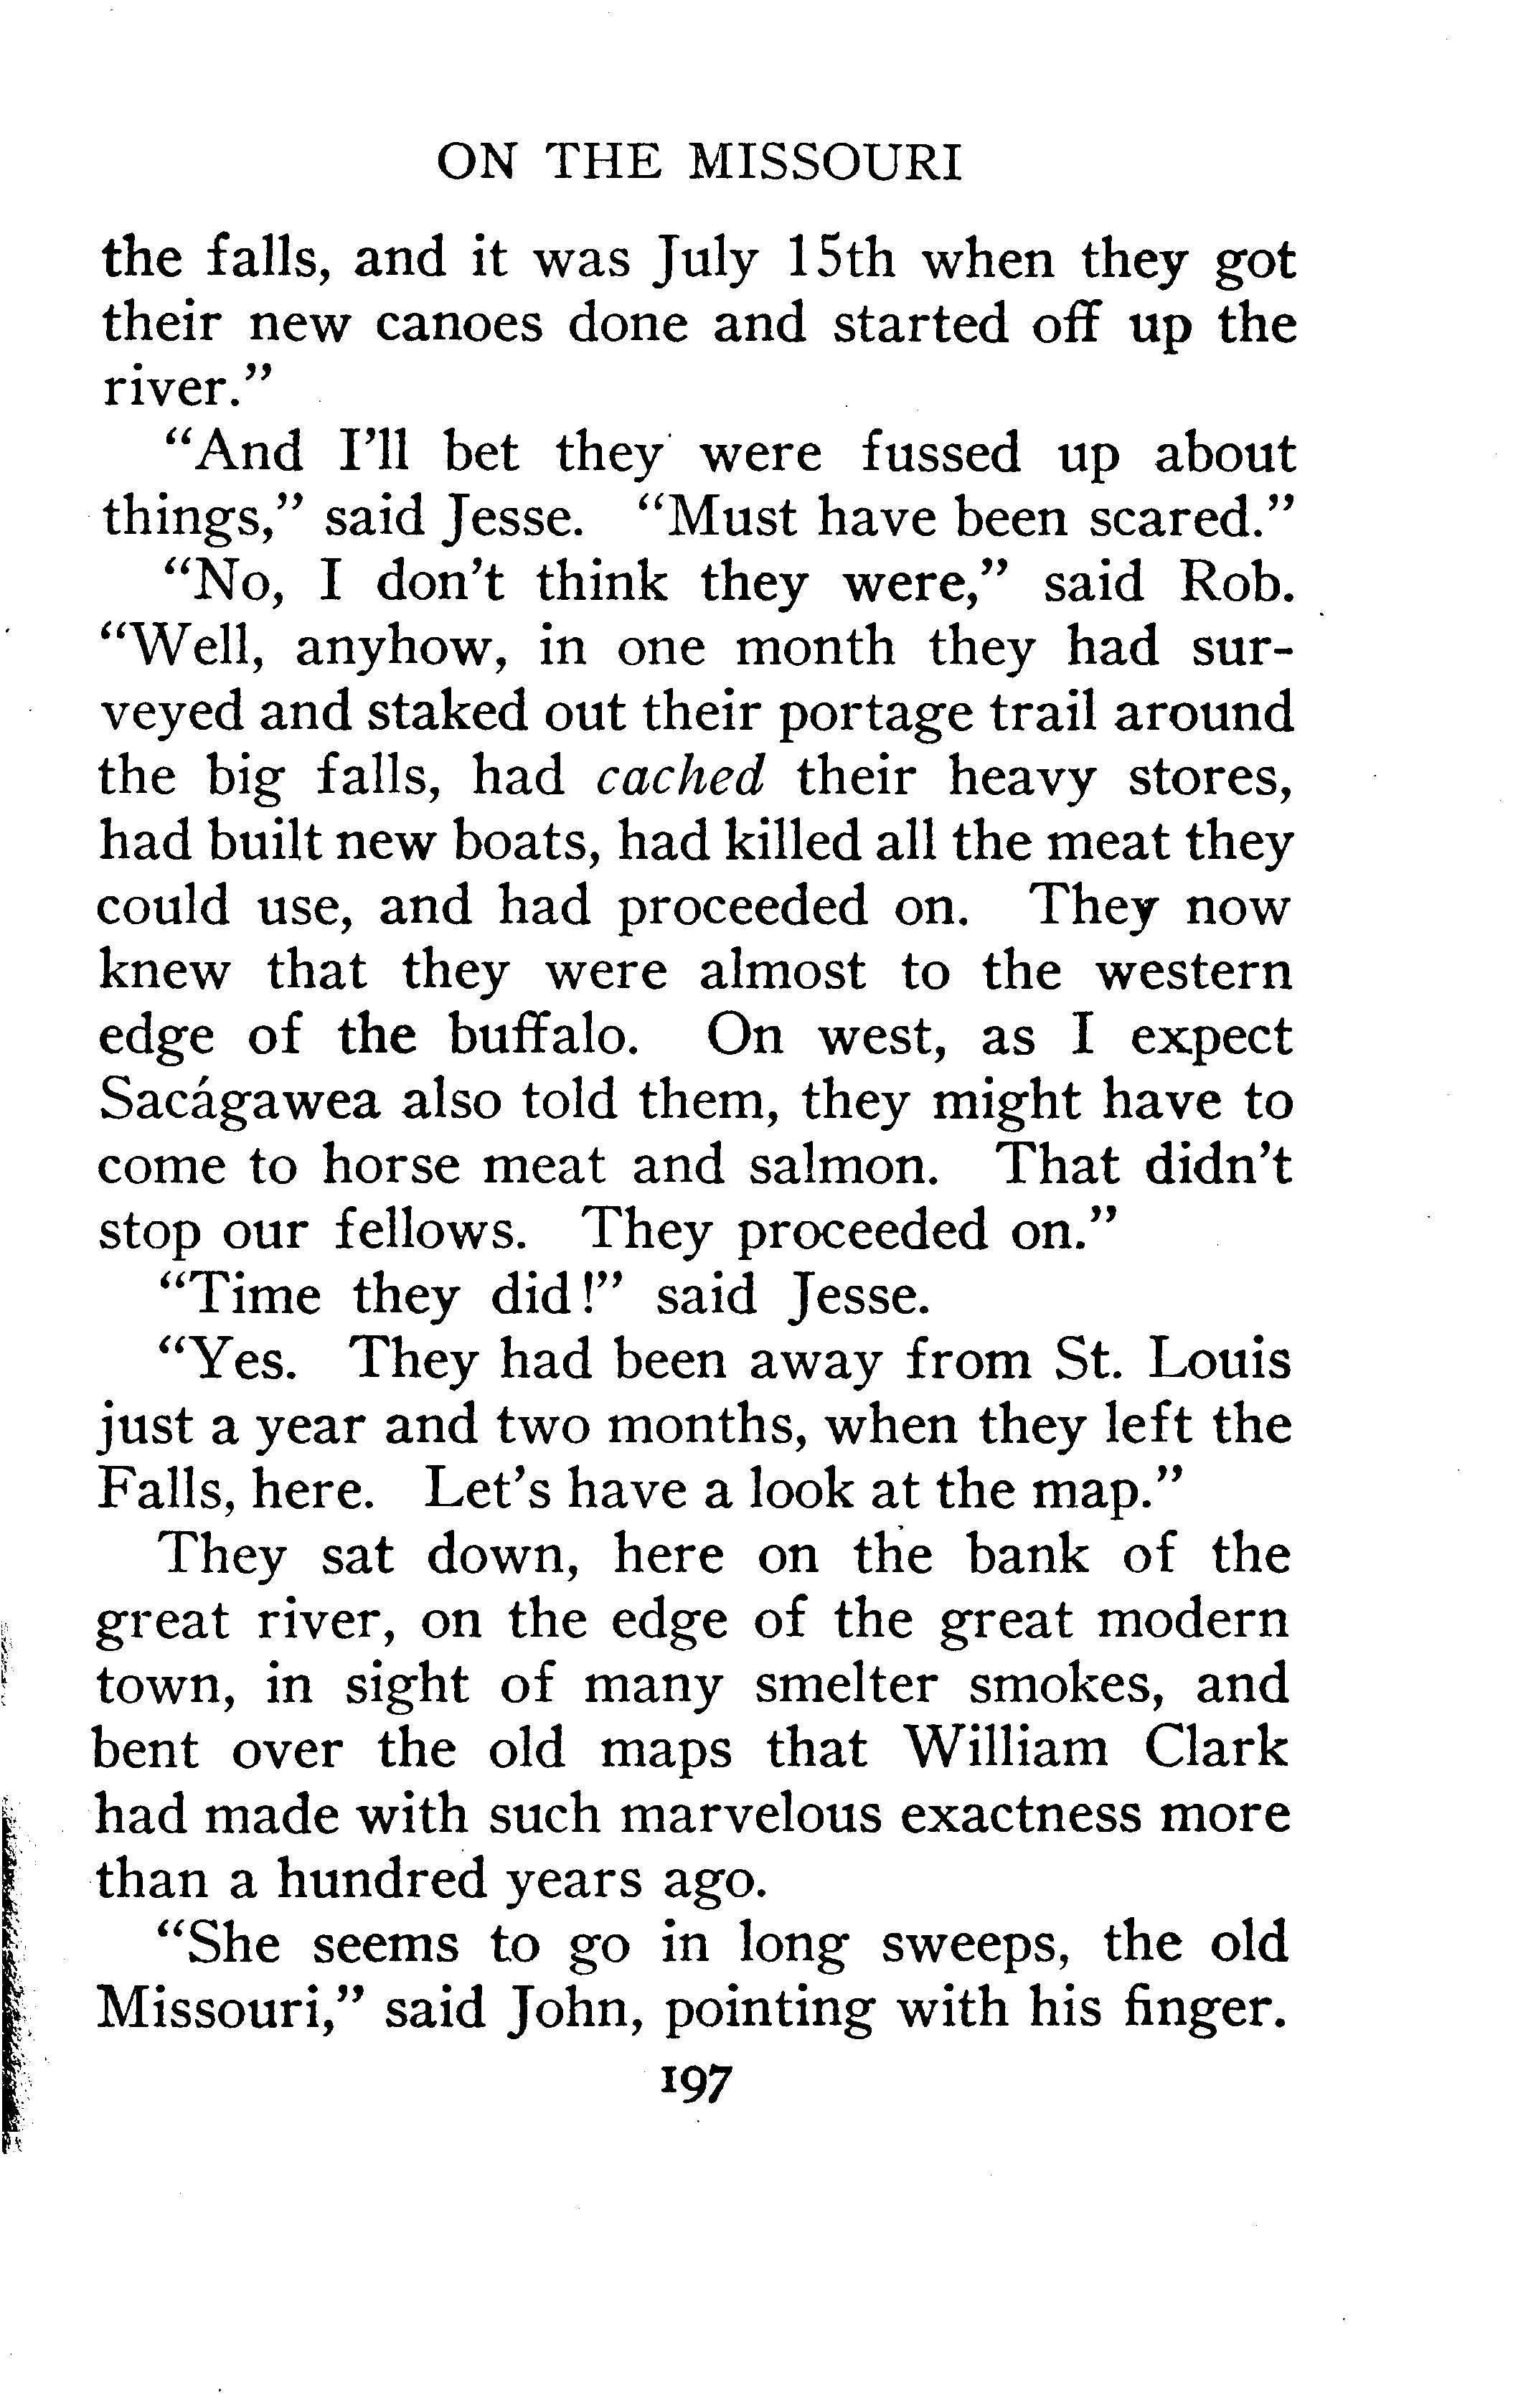 ON THE MISSOURI
the falls, and it was July 15th when they got
their new canoes done and started off up the
river."
"And I'll bet they were fussed up about
things," said Jesse. "Must have been scared."
"No, I don't think they were," said Rob.
"Well, anyhow, in one month they had sur-
veyed and staked out their portage trail around
the big falls, had cached their heavy stores,
had built new boats, had killed all the meat they
could use, and had proceeded on. They now
knew that they were almost to the western
edge of the buffalo. On west, as I expect
Sacágawea also told them, they might have to
come to horse meat and salmon. That didn't
stop our fellows. They proceeded on."
"Time they did!" said Jesse.
"Yes. They had been away from St. Louis
just a year and two months, when they left the
Falls, here. Let's have a look at the map."
They sat down, here on the bank of the
great river, on the edge of the great modern
town, in sight of many smelter smokes, and
bent over the old maps that William Clark
had made with such marvelous exactness more
than a hundred years ago.
"She seems to go in long sweeps, the old
Missouri," said John, pointing with his finger.
197